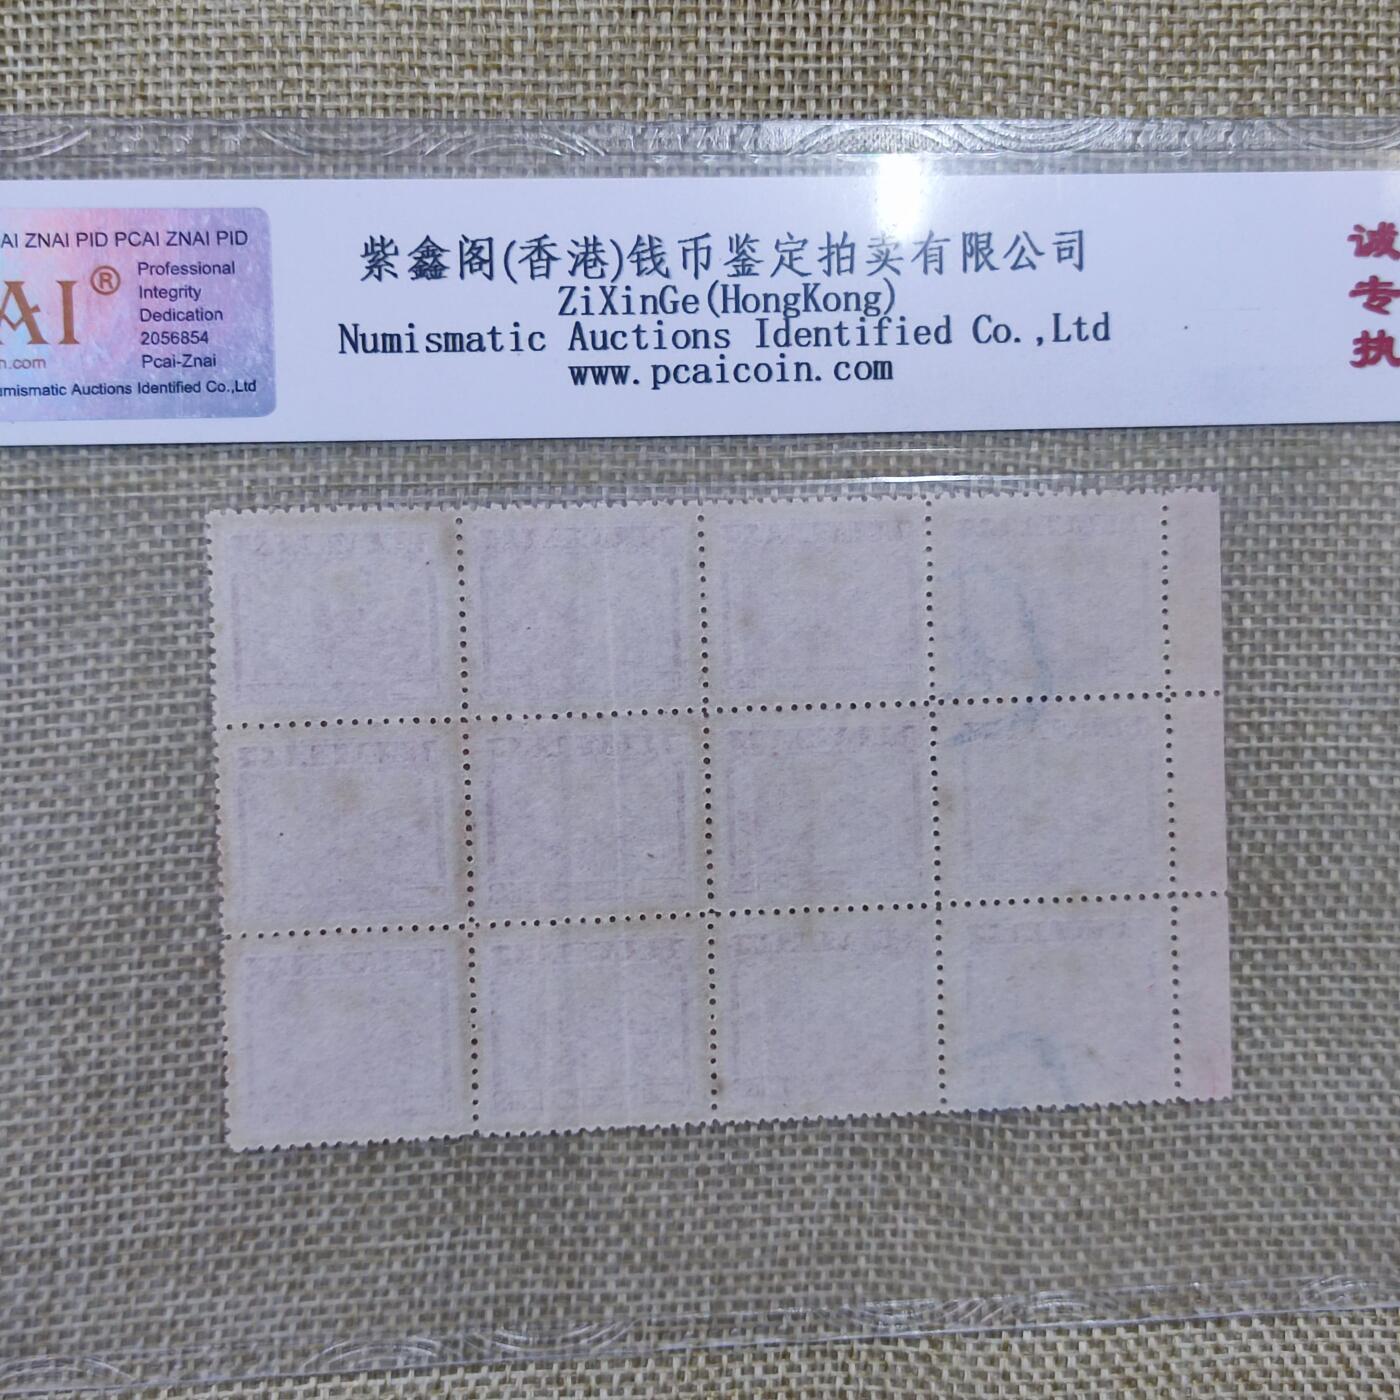 AI ZNAI PID PCAI ZNAI PID
AI®
Professional
Integrity
Dedication
2056854
Pcai-Znai
n.com
umismatic Auctions Identified Co.,Ltd
紫鑫阁(香港)钱币鉴定拍卖有限公司
ZiXinGe(HongKong)
Numismatic Auctions Identified Co.,Ltd
www.pcaicoin.com
诚
专
执